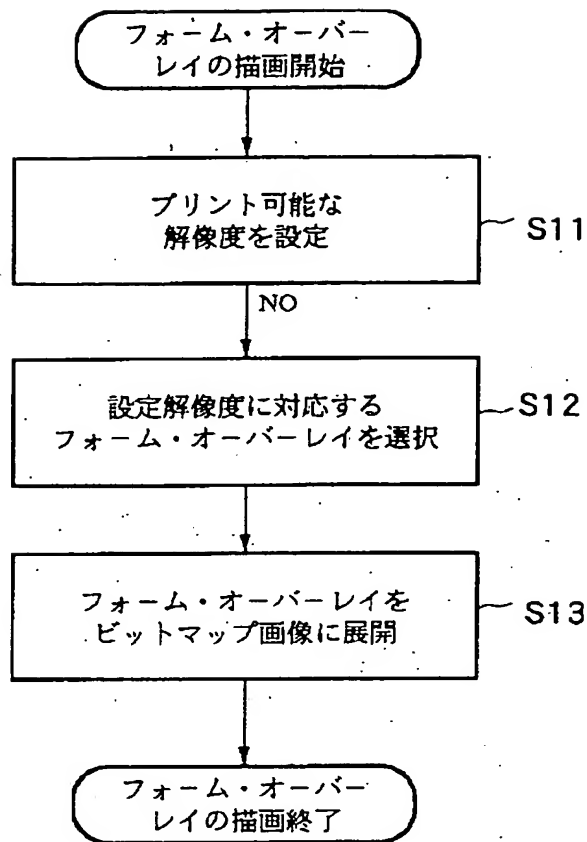 フォーム・オーバー
レイの描画開始
プリント可能な
解像度を設定
S11
NO
設定解像度に対応する
フォーム・オーバーレイを選択
S12
フォーム・オーバーレイを
ビットマップ画像に展開
S13
フォーム・オーバー
レイの描画終了